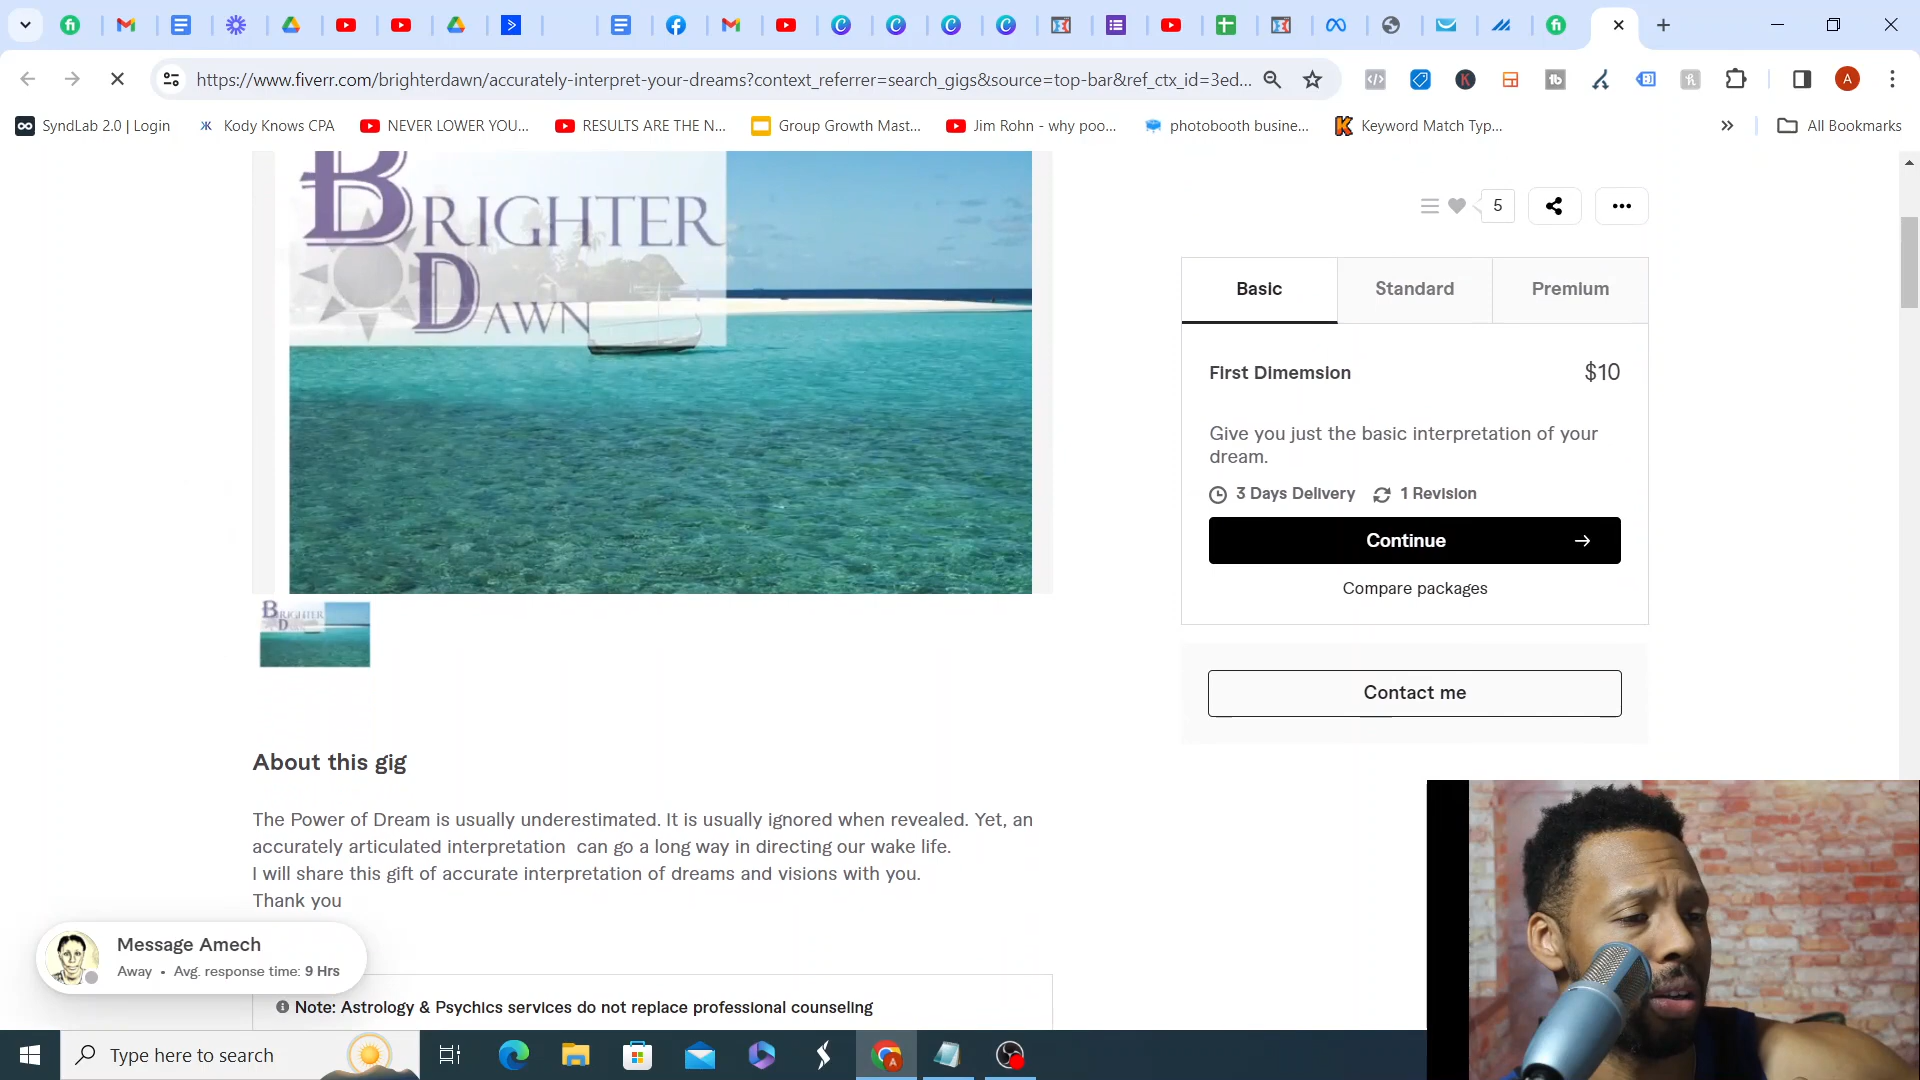 https://www.fiverr.com/brighterdawn/accurately-interpret-your-dreams?context_referrer=search_gigs&source=top-bar&ref_ctx_id=3ed...
A
SyndLab 2.0 | Login
Kody Knows CPA
NEVER LOWER YOU...
RESULTS ARE THE N...
Group Growth Mast...
Jim Rohn - why poo...
photobooth busine...
Keyword Match Typ...
All Bookmarks
BRIGHTER
DAWN
5
Basic
Standard
Premium
First Dimemsion
$10
Give you just the basic interpretation of your
dream.
3 Days Delivery
1 Revision
Continue
Compare packages
BRIGHTER
D
Contact me
About this gig
The Power of Dream is usually underestimated. It is usually ignored when revealed. Yet, an
accurately articulated interpretation can go a long way in directing our wake life.
I will share this gift of accurate interpretation of dreams and visions with you.
Thank you
Message Amech
Away • Avg. response time: 9 Hrs
Note: Astrology & Psychics services do not replace professional counseling
Type here to search